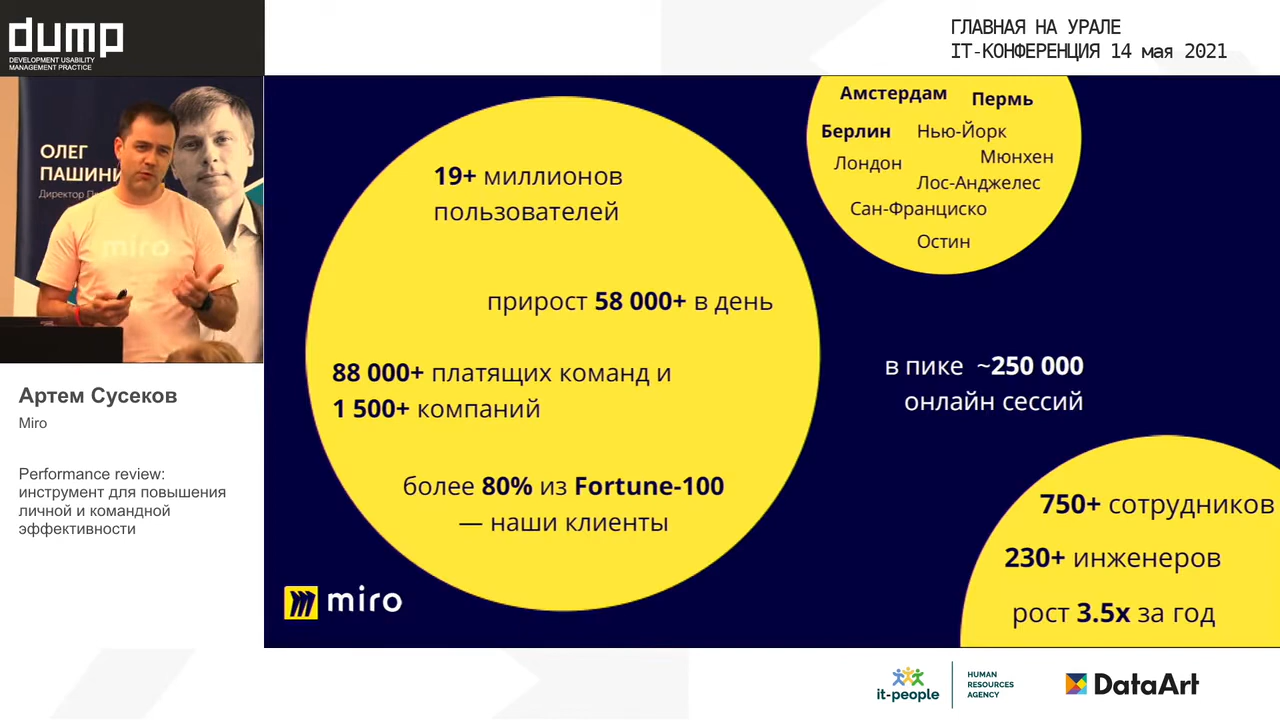 dump
DEVELOPMENT USABILITY
MANAGEMENT PRACTICE
ГЛАВНАЯ НА УРАЛЕ
IT-КОНФЕРЕНЦИЯ 14 мая 2021
ОЛЕГ
ПАШИНИ
Директор
miro
Артем Сусеков
Miro
Performance review:
инструмент для повышения
личной и командной
эффективности
19+ миллионов
пользователей
прирост 58 000+ в день
88 000+ платящих команд и
1 500+ компаний
более 80% из Fortune-100
— наши клиенты
miro
Амстердам
Пермь
Берлин
Нью-Йорк
Лондон
Мюнхен
Лос-Анджелес
Сан-Франциско
Остин
в пике ~250 000
онлайн сессий
750+ сотрудников
230+ инженеров
рост 3.5x за год
it-people
HUMAN
RESOURCES
AGENCY
DataArt